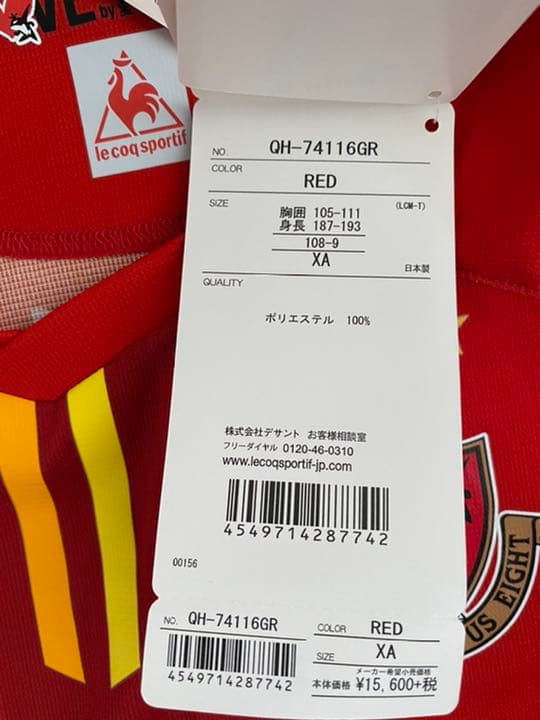 by
le coq sportif
NO. QH-74116GR
COLOR
RED
SIZE
(LCM-T)
胸囲 105-111
身長 187-193
108-9
XA
日本製
QUALITY
ポリエステル 100%
株式会社デサント お客様相談室
フリーダイヤル 0120-46-0310
www.lecoqsportif-jp.com
4549714287742
00156
US EIGHT
NO. QH-74116GR
4549714287742
COLOR RED
SIZE XA
メーカー希望小売価格
本体価格 ¥15,600+税